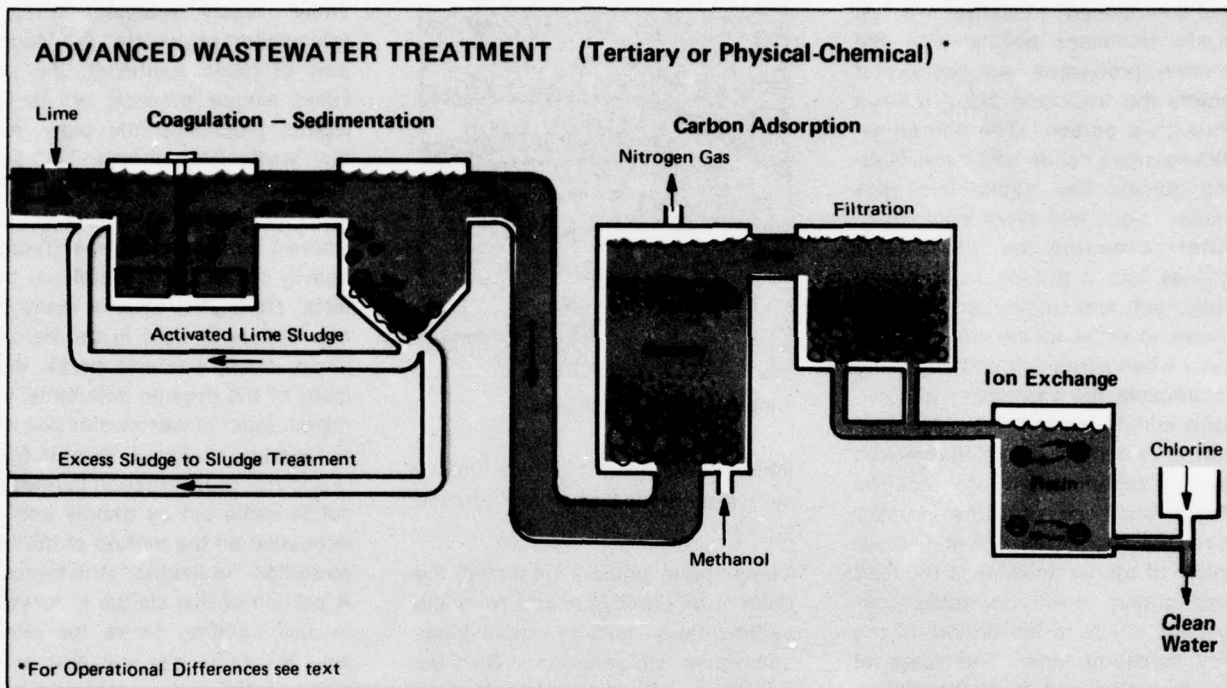 ADVANCED WASTEWATER TREATMENT (Tertiary or Physical-Chemical) *
Lime
Coagulation – Sedimentation
Carbon Adsorption
Nitrogen Gas
Filtration
Activated Lime Sludge
Ion Exchange
Chlorine
Resin
Excess Sludge to Sludge Treatment
Methanol
Clean
Water
*For Operational Differences see text